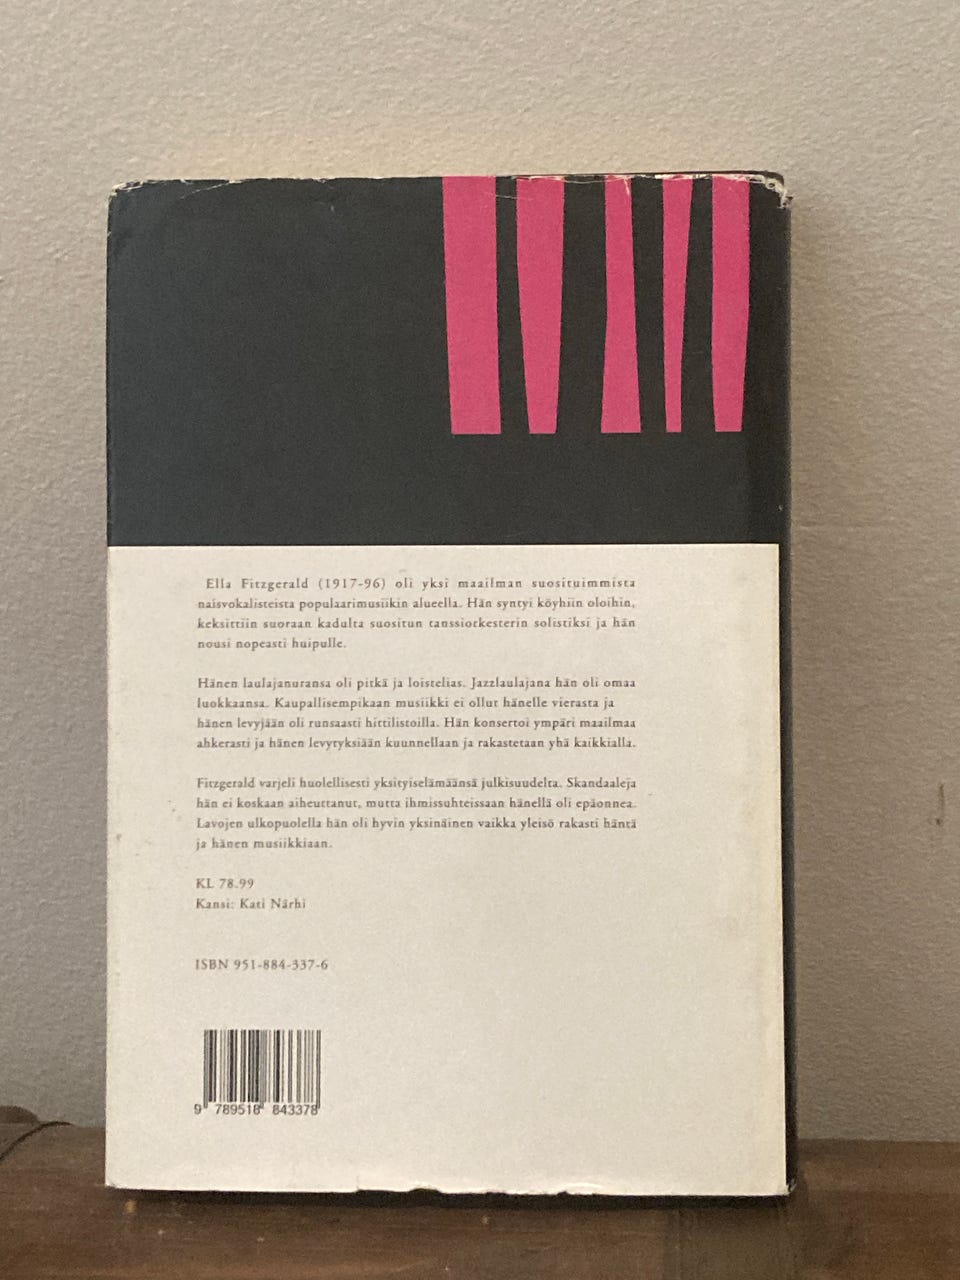 Ella Fitzgerald (1917-96) oli yksi maailman suosituimmista
naisvokalisteista populaarimusiikin alueella. Hän syntyi köyhiin oloihin,
keksittiin suoraan kadulta suositun tanssiorkesterin solistiksi ja hän
nousi nopeasti huipulle.
Hänen laulajanuransa oli pitkä ja loistelias. Jazzlaulajana hän oli omaa
luokkaansa. Kaupallisempikaan musiikki ei ollut hänelle vierasta ja
hänen levyjään oli runsaasti hittilistoilla. Hän konsertoi ympäri maailmaa
ahkerasti ja hänen levytyksiään kuunnellaan ja rakastetaan yhä kaikkialla.
Fitzgerald varjeli huolellisesti yksityiselämäänsä julkisuudelta. Skandaaleja
hän ei koskaan aiheuttanut, mutta ihmissuhteissaan hänellä oli epäonnea.
Lavojen ulkopuolella hän oli hyvin yksinäinen vaikka yleisö rakasti häntä
ja hänen musiikkiaan.
KL 78.99
Kansi: Kati Närhi
ISBN 951-884-337-6
9 789518 843378